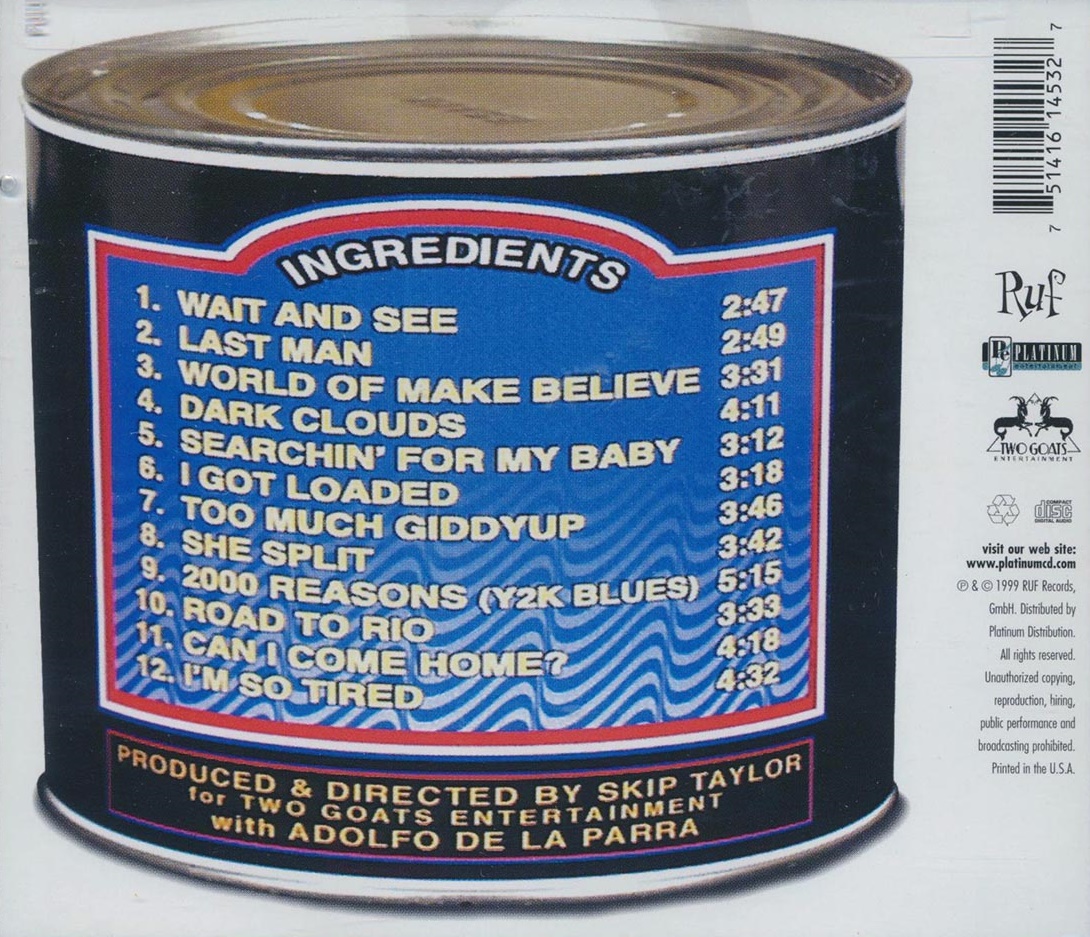 INGREDIENTS
1. WAIT AND SEE 2:47
2. LAST MAN 2:49
3. WORLD OF MAKE BELIEVE 3:31
4. DARK CLOUDS 4:11
5. SEARCHIN' FOR MY BABY 3:12
6. I GOT LOADED 3:18
7. TOO MUCH GIDDYUP 3:46
8. SHE SPLIT 3:42
9. 2000 REASONS (Y2K BLUES) 5:15
10. ROAD TO RIO 3:33
11. CAN I COME HOME? 4:18
12. I'M SO TIRED 4:32
PRODUCED & DIRECTED BY SKIP TAYLOR
for TWO GOATS ENTERTAINMENT
with ADOLFO DE LA PARRA
7 51416 14532 7
Ruf
PLATINUM
entertainment
TWO GOATS
ENTERTAINMENT
COMPACT
disc
DIGITAL AUDIO
visit our web site:
www.platinumcd.com
℗ & © 1999 RUF Records,
GmbH. Distributed by
Platinum Distribution.
All rights reserved.
Unauthorized copying,
reproduction, hiring,
public performance and
broadcasting prohibited.
Printed in the U.S.A.